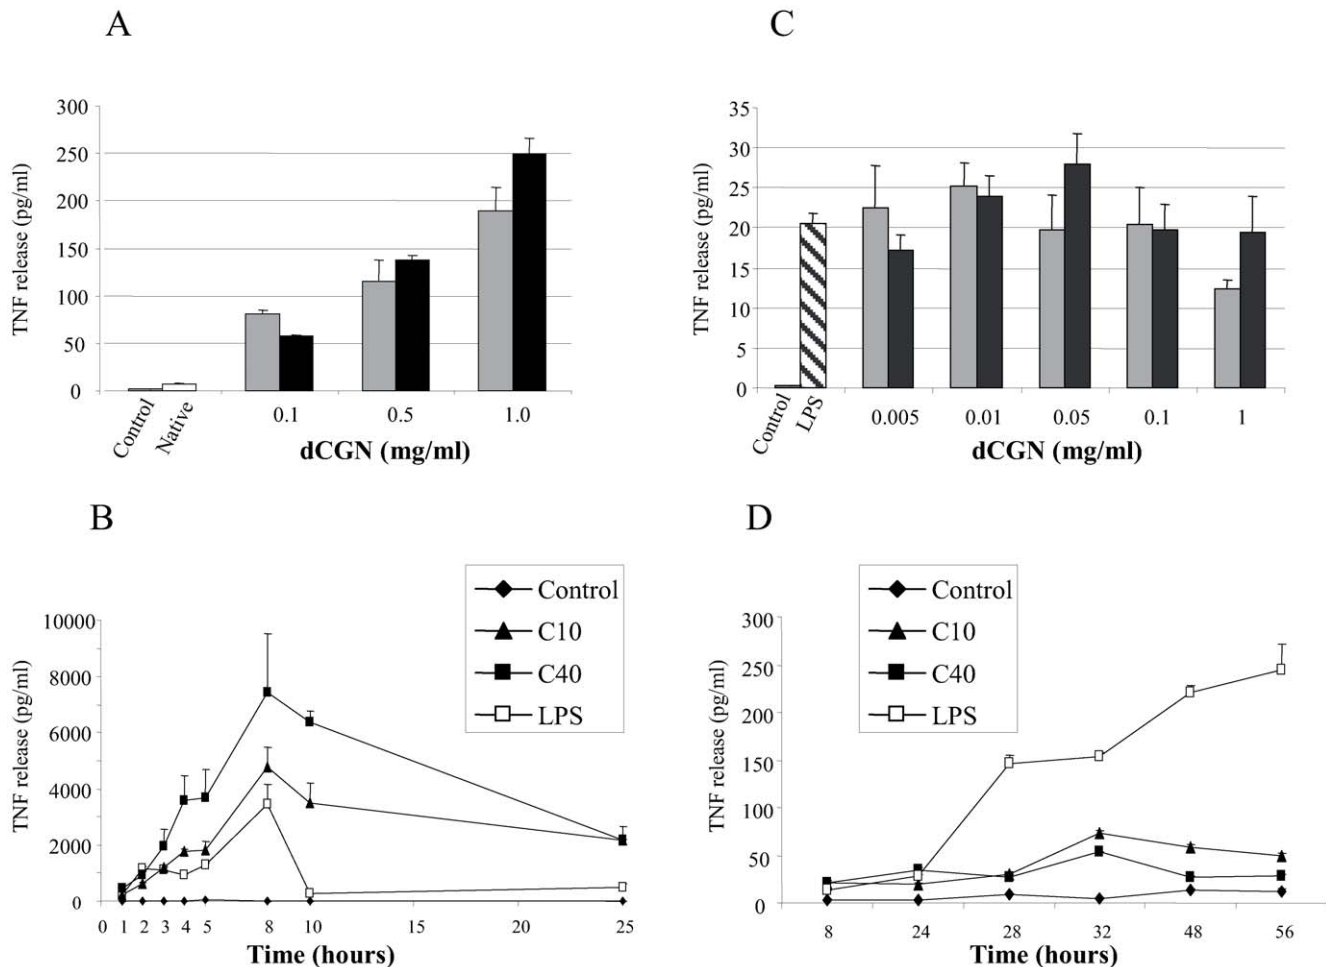 A
TNF release (pg/ml)
300
250
200
150
100
50
0
Control
Native
0.1
0.5
1.0
dCGN (mg/ml)
C
TNF release (pg/ml)
35
30
25
20
15
10
5
0
Control
LPS
0.005
0.01
0.05
0.1
1
dCGN (mg/ml)
B
Control
C10
C40
LPS
TNF release (pg/ml)
10000
8000
6000
4000
2000
0
0 1 2 3 4 5 8 10 15 20 25
Time (hours)
D
Control
C10
C40
LPS
TNF release (pg/ml)
300
250
200
150
100
50
0
8 24 28 32 48 56
Time (hours)